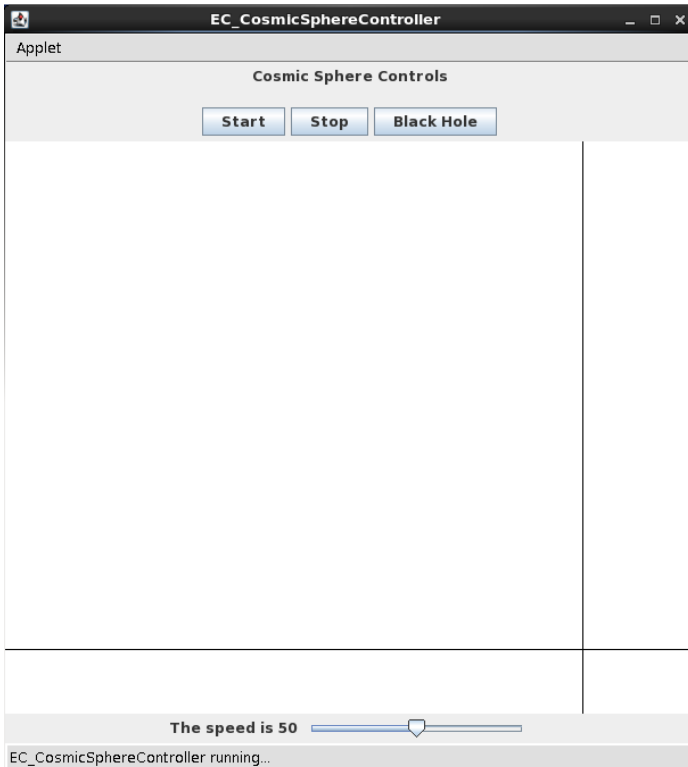 EC_CosmicSphereController
Applet
Cosmic Sphere Controls
Start Stop Black Hole
The speed is 50
EC_CosmicSphereController running...